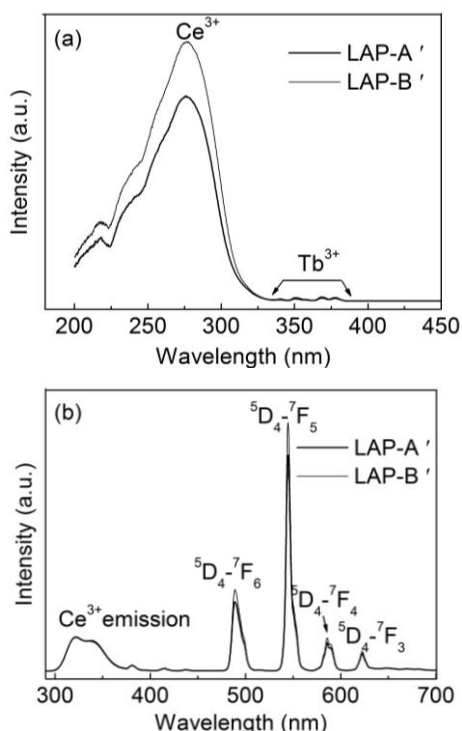 (a)
Ce³⁺
LAP-A ′
LAP-B ′
Tb³⁺
Intensity (a.u.)
200 250 300 350 400 450
Wavelength (nm)
(b)
⁵D₄-⁷F₅
LAP-A ′
LAP-B ′
⁵D₄-⁷F₆
⁵D₄-⁷F₄
Ce³⁺emission
⁵D₄-⁷F₃
Intensity (a.u.)
300 400 500 600 700
Wavelength (nm)